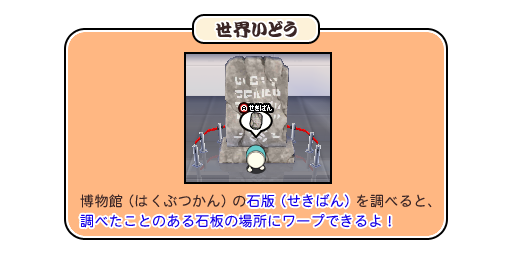 世界いどう
せきばん
博物館（はくぶつかん）の石版（せきばん）を調べると、
調べたことのある石板の場所にワープできるよ！